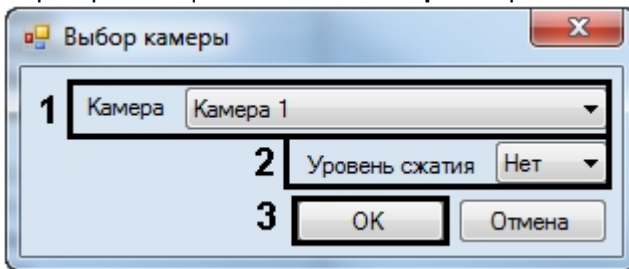 Выбор камеры
1 Камера Камера 1
2 Уровень сжатия Нет
3 OK Отмена